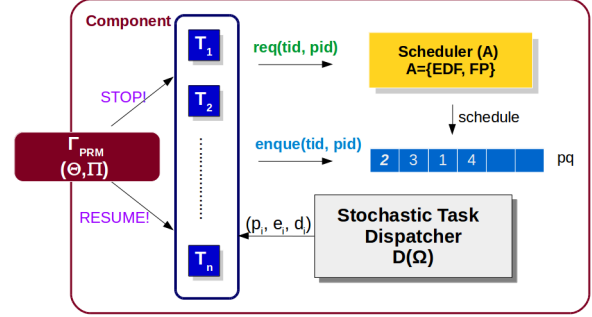 Component
T1
req(tid, pid)
Scheduler (A)
A={EDF, FP}
STOP!
T2
schedule
ΓPRM
(Θ,Π)
enque(tid, pid)
2 3 1 4
pq
RESUME!
(pi, ei, di)
Stochastic Task
Dispatcher
D(Ω)
Tn